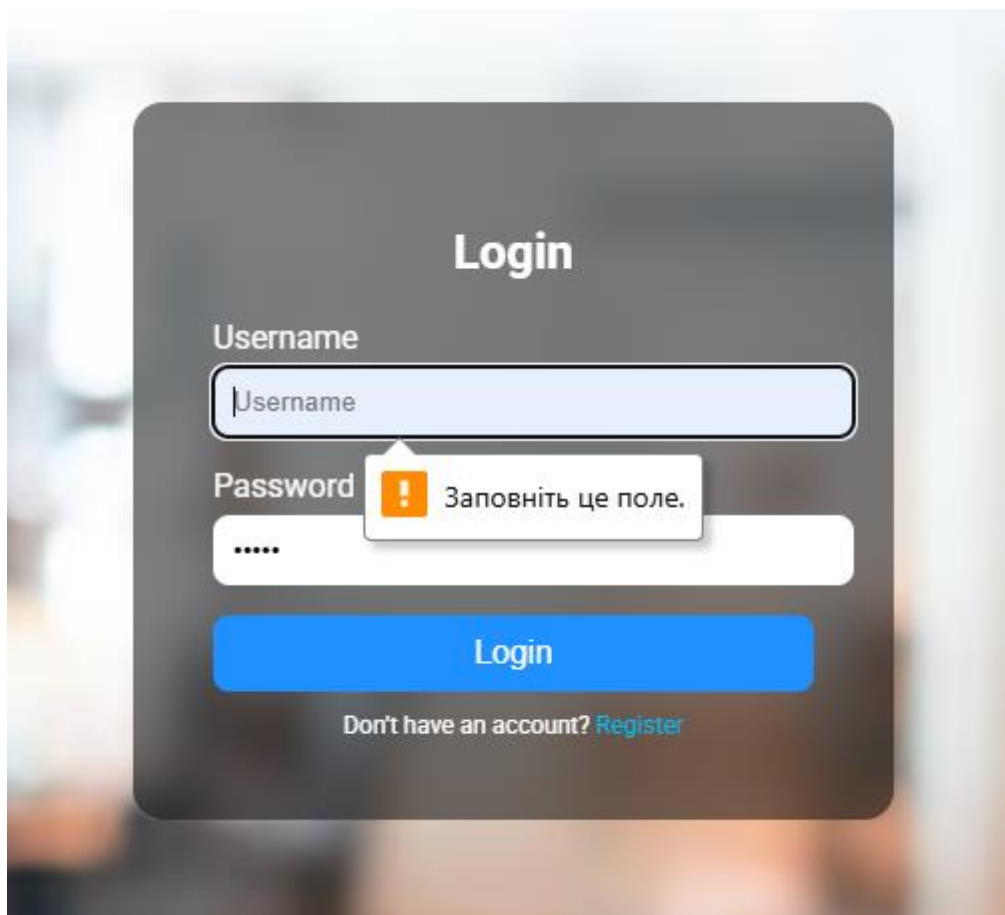 Login
Username
Username
Password
Заповніть це поле.
•••••
Login
Don't have an account? Register